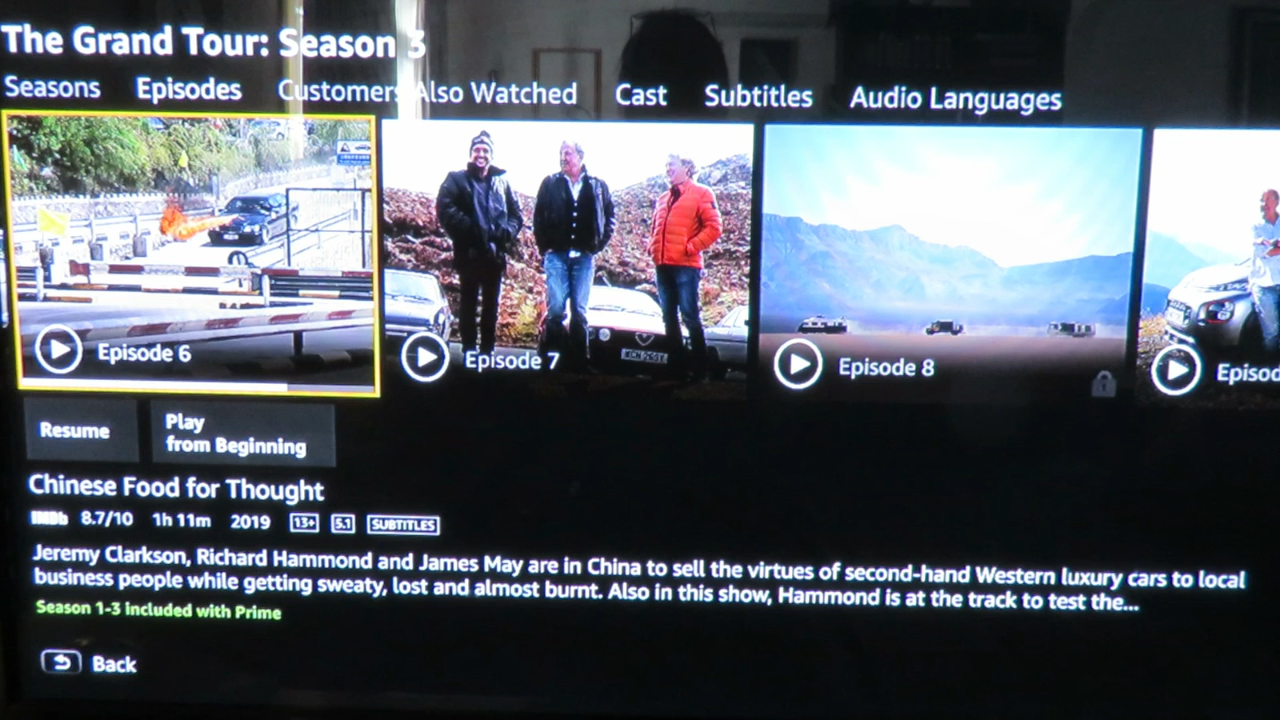 The Grand Tour: Season 3
Seasons Episodes Customers Also Watched Cast Subtitles Audio Languages
Episode 6
Episode 7
Episode 8
Episod
Resume
Play
from Beginning
Chinese Food for Thought
IMDb 8.7/10 1h 11m 2019 13+ 5.1 SUBTITLES
Jeremy Clarkson, Richard Hammond and James May are in China to sell the virtues of second-hand Western luxury cars to local
business people while getting sweaty, lost and almost burnt. Also in this show, Hammond is at the track to test the...
Season 1-3 included with Prime
Back